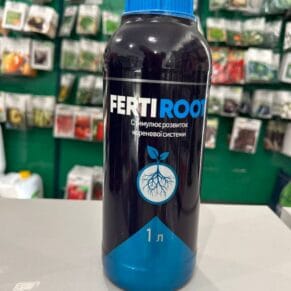 FERTI ROOT
Стимулює розвиток
кореневої системи
1 л